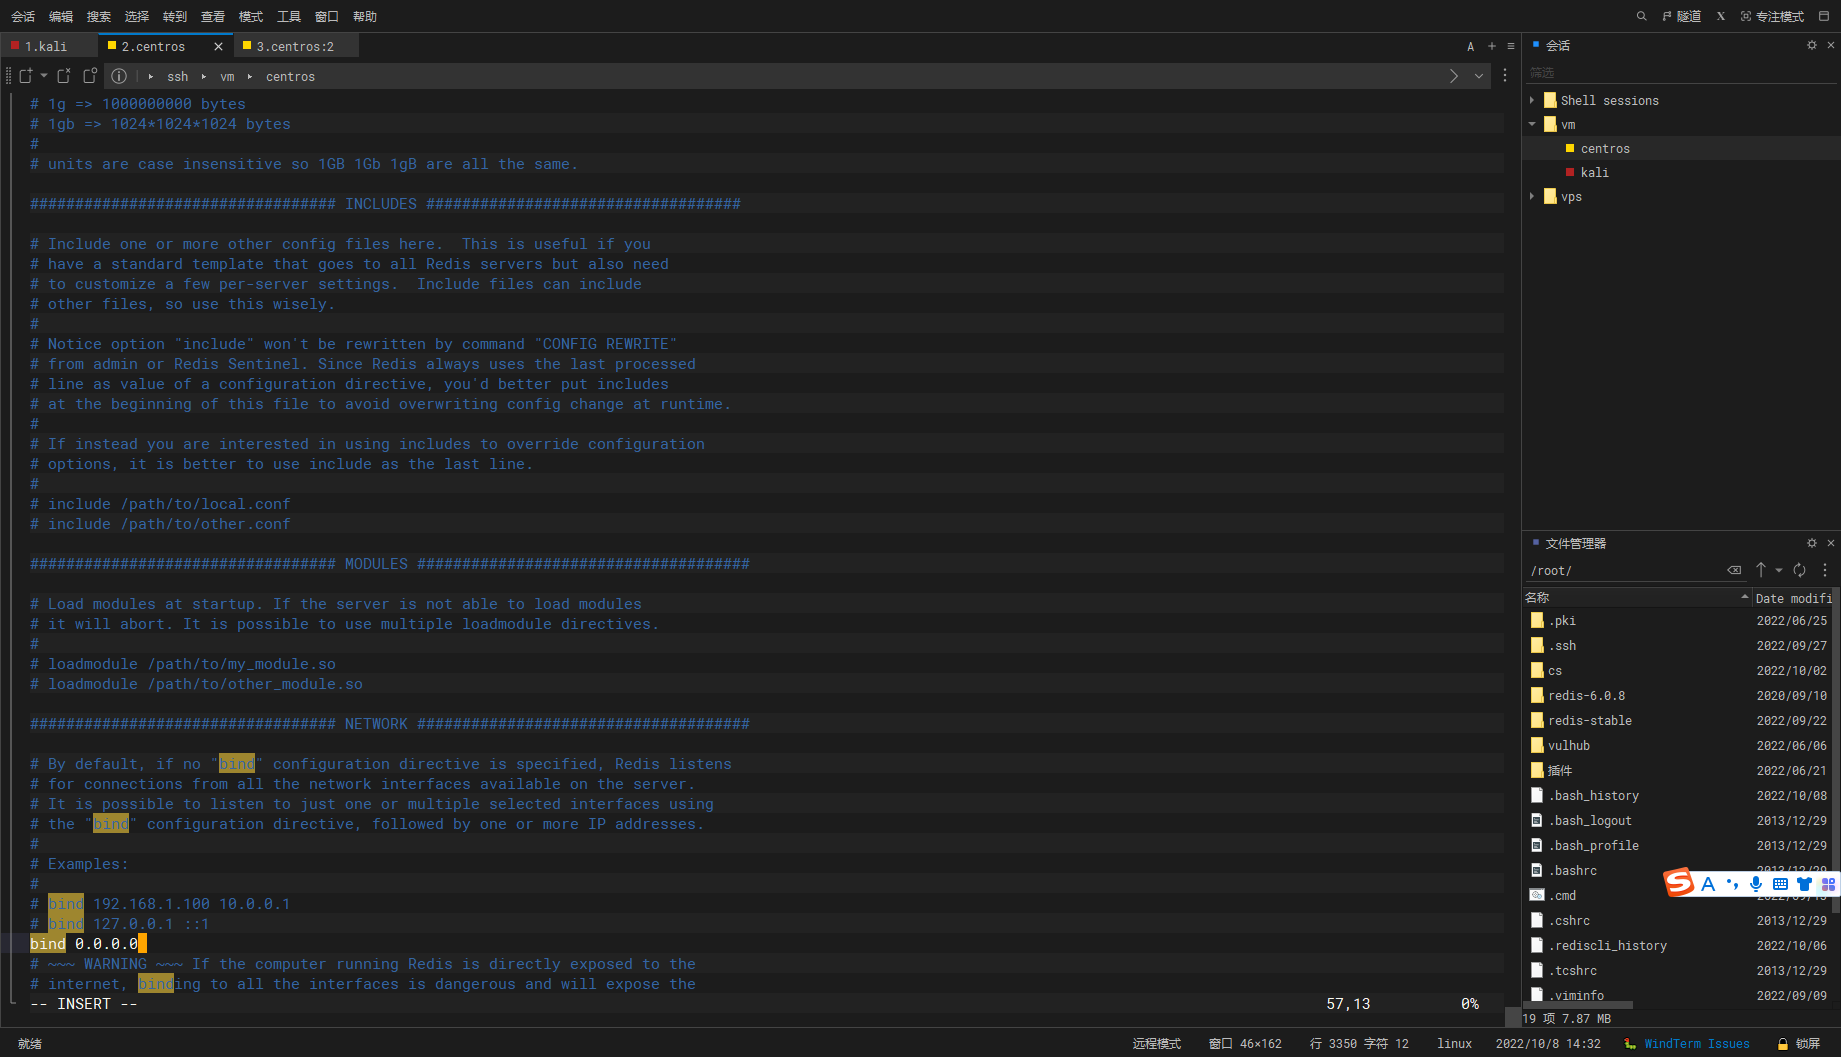 会话 编辑 搜索 选择 转到 查看 模式 工具 窗口 帮助 隧道 X 专注模式
1.kali 2.centros 3.centros:2 A
ssh vm centros
# 1g => 1000000000 bytes
# 1gb => 1024*1024*1024 bytes
#
# units are case insensitive so 1GB 1Gb 1gB are all the same.
################################## INCLUDES ###################################
# Include one or more other config files here.  This is useful if you
# have a standard template that goes to all Redis servers but also need
# to customize a few per-server settings.  Include files can include
# other files, so use this wisely.
#
# Notice option "include" won't be rewritten by command "CONFIG REWRITE"
# from admin or Redis Sentinel. Since Redis always uses the last processed
# line as value of a configuration directive, you'd better put includes
# at the beginning of this file to avoid overwriting config change at runtime.
#
# If instead you are interested in using includes to override configuration
# options, it is better to use include as the last line.
#
# include /path/to/local.conf
# include /path/to/other.conf
################################## MODULES #####################################
# Load modules at startup. If the server is not able to load modules
# it will abort. It is possible to use multiple loadmodule directives.
#
# loadmodule /path/to/my_module.so
# loadmodule /path/to/other_module.so
################################## NETWORK #####################################
# By default, if no "bind" configuration directive is specified, Redis listens
# for connections from all the network interfaces available on the server.
# It is possible to listen to just one or multiple selected interfaces using
# the "bind" configuration directive, followed by one or more IP addresses.
#
# Examples:
#
# bind 192.168.1.100 10.0.0.1
# bind 127.0.0.1 ::1
bind 0.0.0.0
# ~~~ WARNING ~~~ If the computer running Redis is directly exposed to the
# internet, binding to all the interfaces is dangerous and will expose the
-- INSERT -- 57,13 0%
会话
筛选
Shell sessions
vm
centros
kali
vps
文件管理器
/root/
名称 Date modifi
.pki 2022/06/25
.ssh 2022/09/27
cs 2022/10/02
redis-6.0.8 2020/09/10
redis-stable 2022/09/22
vulhub 2022/06/06
插件 2022/06/21
.bash_history 2022/10/08
.bash_logout 2013/12/29
.bash_profile 2013/12/29
.bashrc 2013/12/29
S A
.cmd
.cshrc 2013/12/29
.rediscli_history 2022/10/06
.tcshrc 2013/12/29
.viminfo 2022/09/09
19 项 7.87 MB
就绪 远程模式 窗口 46×162 行 3350 字符 12 linux 2022/10/8 14:32 WindTerm Issues 锁屏